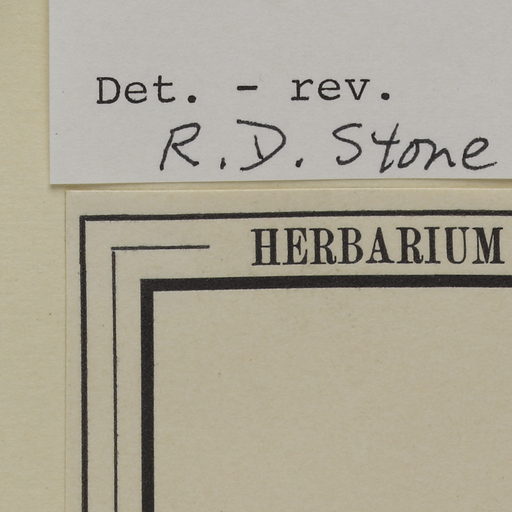 Det. - rev.
R. D. Stone
HERBARIUM